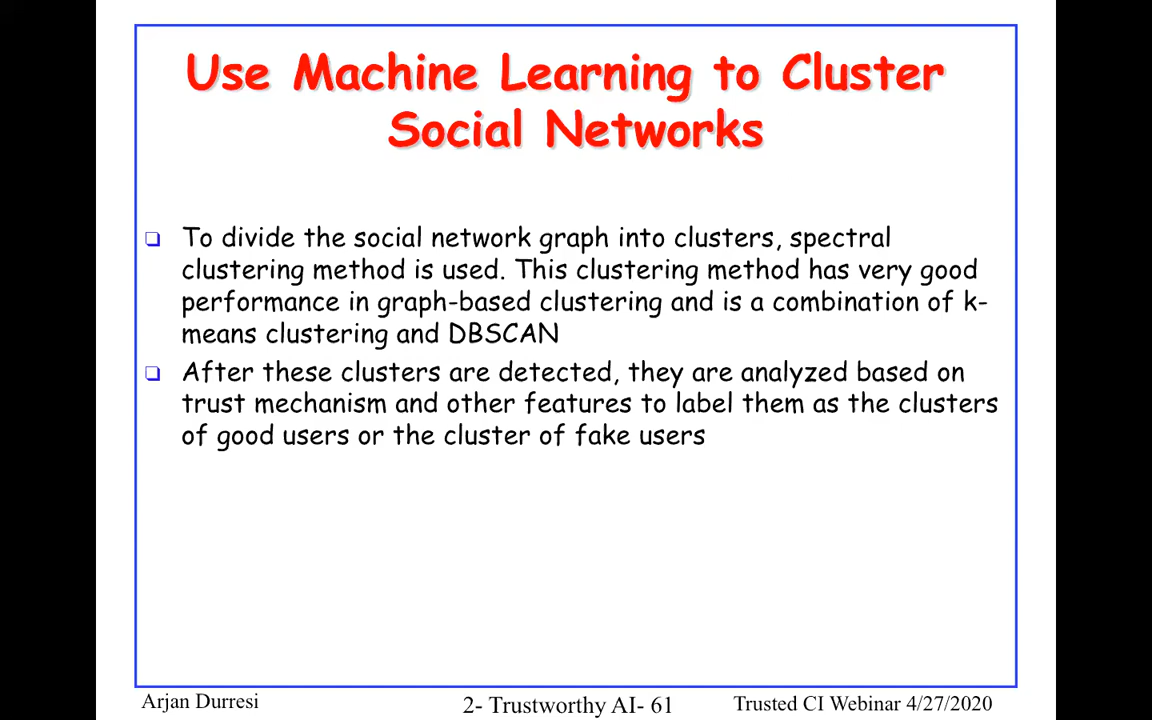 Use Machine Learning to Cluster
Social Networks
❑ To divide the social network graph into clusters, spectral
clustering method is used. This clustering method has very good
performance in graph-based clustering and is a combination of k-
means clustering and DBSCAN
❑ After these clusters are detected, they are analyzed based on
trust mechanism and other features to label them as the clusters
of good users or the cluster of fake users
Arjan Durresi
2- Trustworthy AI- 61
Trusted CI Webinar 4/27/2020